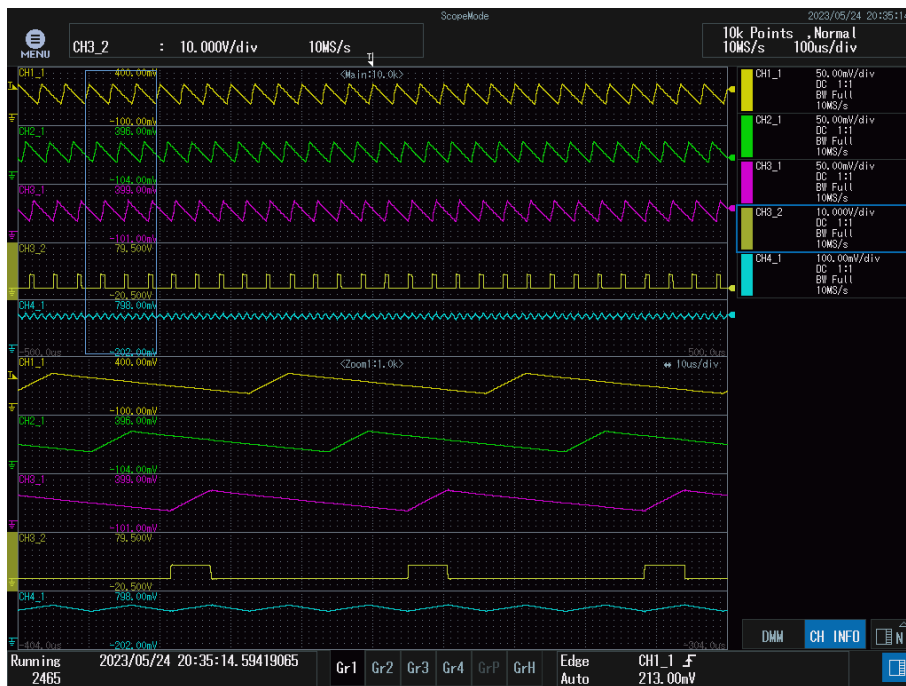 ScopeMode
2023/05/24 20:35:14
MENU
CH3_2 : 10.000V/div 10MS/s
10k Points ,Normal
10MS/s 100us/div
CH1_1 400.00mV <Main:10.0k>
-100.00mV
CH2_1 396.00mV
-104.00mV
CH3_1 399.00mV
-101.00mV
CH3_2 79.500V
-20.500V
CH4_1 798.00mV
-500.0us -202.00mV 500.0us
CH1_1 400.00mV <Zoom1:1.0k> 10us/div
-100.00mV
CH2_1 396.00mV
-104.00mV
CH3_1 399.00mV
-101.00mV
CH3_2 79.500V
-20.500V
CH4_1 798.00mV
-404.0us -202.00mV -304.0us
CH1_1 50.00mV/div
DC 1:1
BW Full
10MS/s
CH2_1 50.00mV/div
DC 1:1
BW Full
10MS/s
CH3_1 50.00mV/div
DC 1:1
BW Full
10MS/s
CH3_2 10.000V/div
DC 1:1
BW Full
10MS/s
CH4_1 100.00mV/div
DC 1:1
BW Full
10MS/s
DMM CH INFO N
Running 2023/05/24 20:35:14.59419065
2465
Gr1 Gr2 Gr3 Gr4 GrP GrH
Edge CH1_1
Auto 213.00mV